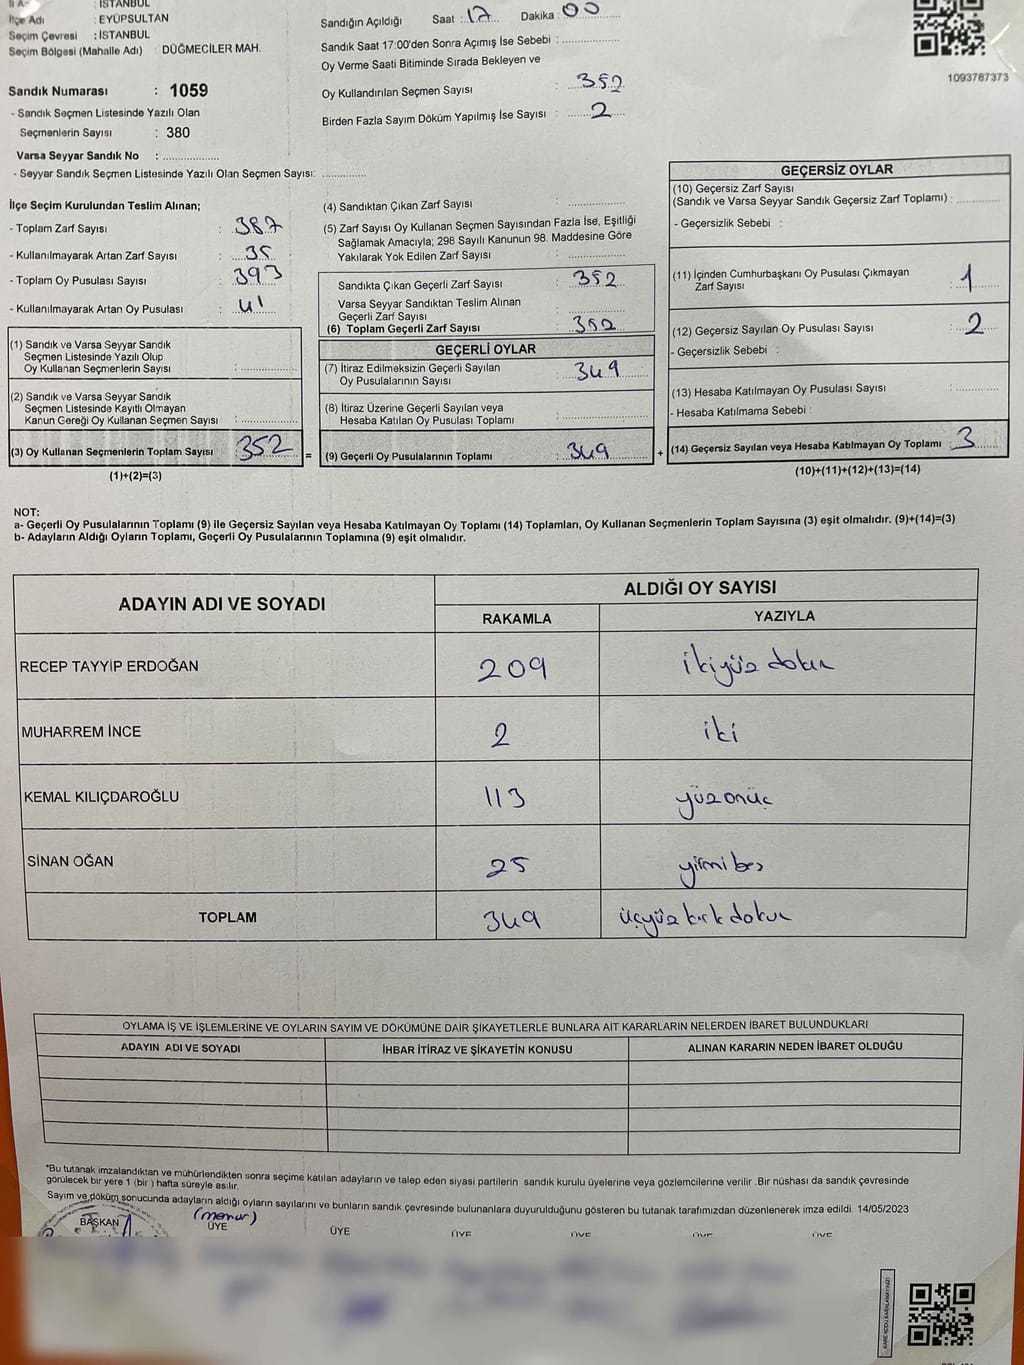 İl Adı : İSTANBUL
İlçe Adı : EYÜPSULTAN
Seçim Çevresi : İSTANBUL
Seçim Bölgesi (Mahalle Adı) : DÜĞMECİLER MAH.
Sandık Numarası : 1059
- Sandık Seçmen Listesinde Yazılı Olan
Seçmenlerin Sayısı : 380
Varsa Seyyar Sandık No :
- Seyyar Sandık Seçmen Listesinde Yazılı Olan Seçmen Sayısı:
Sandığın Açıldığı Saat : 17 Dakika : 00
Sandık Saat 17:00'den Sonra Açımış İse Sebebi :
Oy Verme Saati Bitiminde Sırada Bekleyen ve
Oy Kullandırılan Seçmen Sayısı : 352
Birden Fazla Sayım Döküm Yapılmış İse Sayısı : 2
1093787373
İlçe Seçim Kurulundan Teslim Alınan;
- Toplam Zarf Sayısı : 387
- Kullanılmayarak Artan Zarf Sayısı : 35
- Toplam Oy Pusulası Sayısı : 393
- Kullanılmayarak Artan Oy Pusulası : 41
(1) Sandık ve Varsa Seyyar Sandık
Seçmen Listesinde Yazılı Olup
Oy Kullanan Seçmenlerin Sayısı :
(2) Sandık ve Varsa Seyyar Sandık
Seçmen Listesinde Kayıtlı Olmayan
Kanun Gereği Oy Kullanan Seçmen Sayısı :
(3) Oy Kullanan Seçmenlerin Toplam Sayısı : 352 =
(1)+(2)=(3)
(4) Sandıktan Çıkan Zarf Sayısı :
(5) Zarf Sayısı Oy Kullanan Seçmen Sayısından Fazla İse, Eşitliği
Sağlamak Amacıyla; 298 Sayılı Kanunun 98. Maddesine Göre
Yakılarak Yok Edilen Zarf Sayısı :
Sandıkta Çıkan Geçerli Zarf Sayısı : 352
Varsa Seyyar Sandıktan Teslim Alınan
Geçerli Zarf Sayısı :
(6) Toplam Geçerli Zarf Sayısı : 352
GEÇERLİ OYLAR
(7) İtiraz Edilmeksizin Geçerli Sayılan
Oy Pusulalarının Sayısı : 349
(8) İtiraz Üzerine Geçerli Sayılan veya
Hesaba Katılan Oy Pusulası Toplamı :
(9) Geçerli Oy Pusulalarının Toplamı : 349 +
GEÇERSİZ OYLAR
(10) Geçersiz Zarf Sayısı
(Sandık ve Varsa Seyyar Sandık Geçersiz Zarf Toplamı) :
- Geçersizlik Sebebi :
(11) İçinden Cumhurbaşkanı Oy Pusulası Çıkmayan
Zarf Sayısı : 1
(12) Geçersiz Sayılan Oy Pusulası Sayısı : 2
- Geçersizlik Sebebi :
(13) Hesaba Katılmayan Oy Pusulası Sayısı :
- Hesaba Katılmama Sebebi :
(14) Geçersiz Sayılan veya Hesaba Katılmayan Oy Toplamı : 3
(10)+(11)+(12)+(13)=(14)
NOT:
a- Geçerli Oy Pusulalarının Toplamı (9) ile Geçersiz Sayılan veya Hesaba Katılmayan Oy Toplamı (14) Toplamları, Oy Kullanan Seçmenlerin Toplam Sayısına (3) eşit olmalıdır. (9)+(14)=(3)
b- Adayların Aldığı Oyların Toplamı, Geçerli Oy Pusulalarının Toplamına (9) eşit olmalıdır.
ADAYIN ADI VE SOYADI
ALDIĞI OY SAYISI
RAKAMLA YAZIYLA
RECEP TAYYİP ERDOĞAN 209 ikiyüz dokuz
MUHARREM İNCE 2 iki
KEMAL KILIÇDAROĞLU 113 yüzonüç
SİNAN OĞAN 25 yirmibeş
TOPLAM 349 üçyüzkırkdokuz
OYLAMA İŞ VE İŞLEMLERİNE VE OYLARIN SAYIM VE DÖKÜMÜNE DAİR ŞİKAYETLERLE BUNLARA AİT KARARLARIN NELERDEN İBARET BULUNDUKLARI
ADAYIN ADI VE SOYADI İHBAR İTİRAZ VE ŞİKAYETİN KONUSU ALINAN KARARIN NEDEN İBARET OLDUĞU
*Bu tutanak imzalandıktan ve mühürlendikten sonra seçime katılan adayların ve talep eden siyasi partilerin sandık kurulu üyelerine veya gözlemcilerine verilir .Bir nüshası da sandık çevresinde
görülecek bir yere 1 (bir ) hafta süreyle asılır.
Sayım ve döküm sonucunda adayların aldığı oyların sayılarını ve bunların sandık çevresinde bulunanlara duyurulduğunu gösteren bu tutanak tarafımızdan düzenlenerek imza edildi. 14/05/2023
(memur)
BAŞKAN ÜYE ÜYE ÜYE ÜYE ÜYE ÜYE